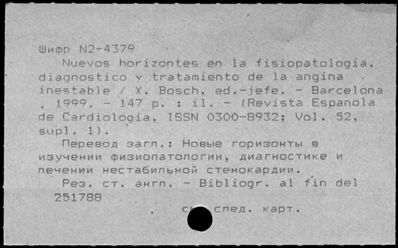 Шифр N2-4379
Nuevos horizontes en la fisiopatologia,
diagnostico y tratamiento de la angina
inestable / X. Bosch, ed.-jefe. - Barcelona
, 1999. - 147 p. : il. - (Revista Espanola
de Cardiologia, ISSN 0300-8932; Vol. 52,
supl. 1).
Перевод загл.: Новые горизонты в
изучении физиопатологии, диагностике и
лечении нестабильной стенокардии.
Рез. ст. англ. - Bibliogr. al fin del
251788
см. след. карт.